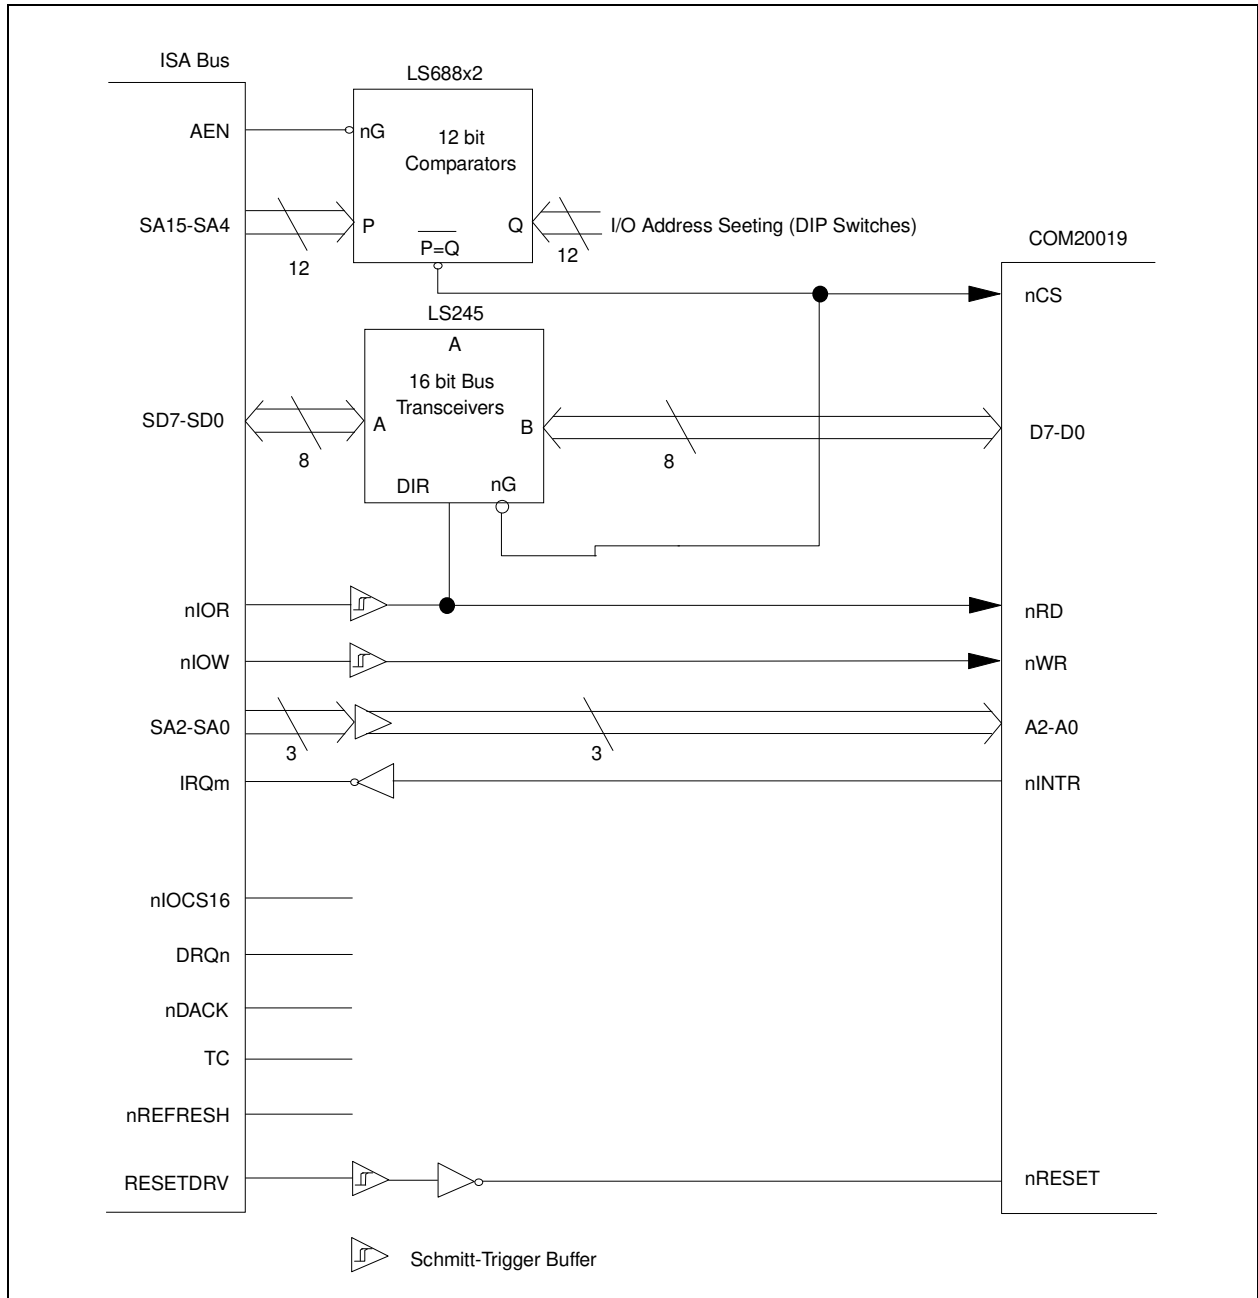 ISA Bus
LS688x2
AEN
nG
12 bit
Comparators
SA15-SA4
P
Q
I/O Address Seeting (DIP Switches)
12
P=Q
12
COM20019
nCS
LS245
A
16 bit Bus
Transceivers
SD7-SD0
A
B
D7-D0
8
8
DIR
nG
nIOR
nRD
nIOW
nWR
SA2-SA0
A2-A0
3
3
IRQm
nINTR
nIOCS16
DRQn
nDACK
TC
nREFRESH
RESETDRV
nRESET
Schmitt-Trigger Buffer